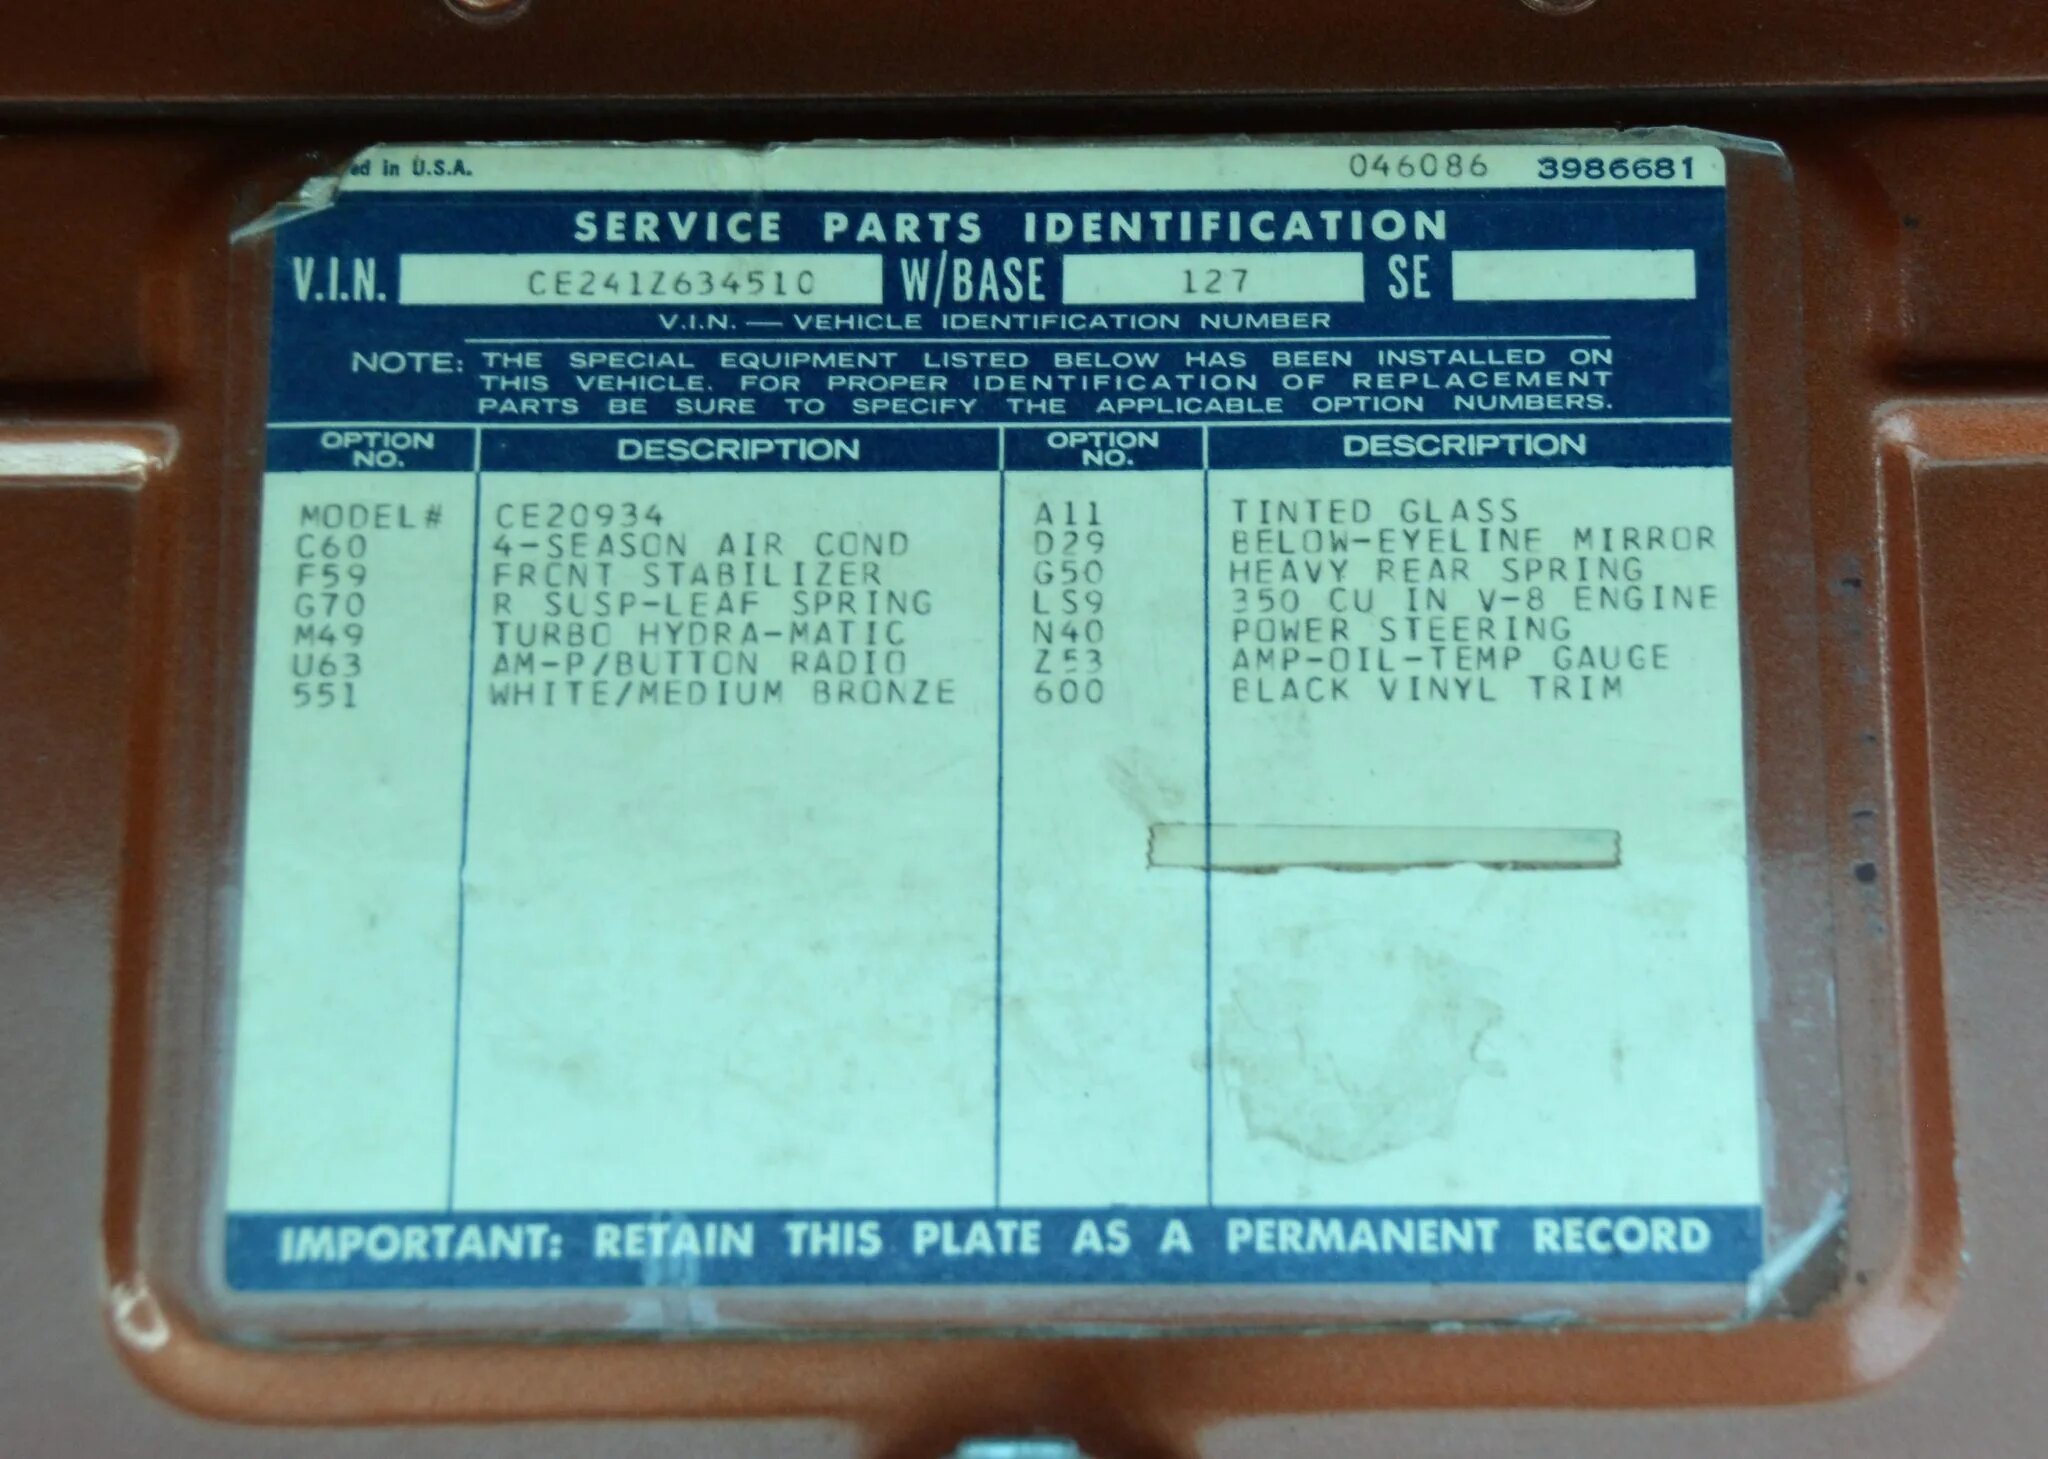 ed in U.S.A. 046086 3986681
SERVICE PARTS IDENTIFICATION
V.I.N. CE241Z634510 W/BASE 127 SE
V.I.N. — VEHICLE IDENTIFICATION NUMBER
NOTE: THE SPECIAL EQUIPMENT LISTED BELOW HAS BEEN INSTALLED ON
THIS VEHICLE. FOR PROPER IDENTIFICATION OF REPLACEMENT
PARTS BE SURE TO SPECIFY THE APPLICABLE OPTION NUMBERS.
OPTION NO. DESCRIPTION OPTION NO. DESCRIPTION
MODEL# CE20934 A11 TINTED GLASS
C60 4-SEASON AIR COND D29 BELOW-EYELINE MIRROR
F59 FRONT STABILIZER G50 HEAVY REAR SPRING
G70 R SUSP-LEAF SPRING LS9 350 CU IN V-8 ENGINE
M49 TURBO HYDRA-MATIC N40 POWER STEERING
U63 AM-P/BUTTON RADIO Z53 AMP-OIL-TEMP GAUGE
551 WHITE/MEDIUM BRONZE 600 BLACK VINYL TRIM
IMPORTANT: RETAIN THIS PLATE AS A PERMANENT RECORD